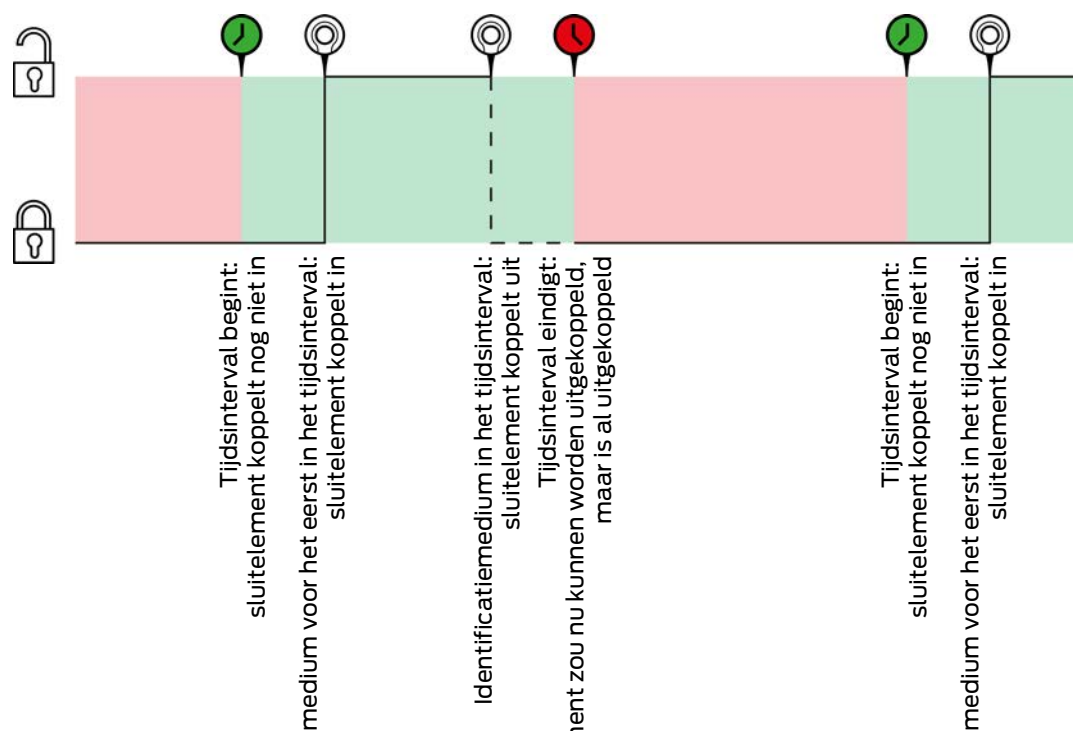 Tijdsinterval begint:
sluitelement koppelt nog niet in
medium voor het eerst in het tijdsinterval:
sluitelement koppelt in
Identificatiemedium in het tijdsinterval:
sluitelement koppelt uit
Tijdsinterval eindigt:
zou nu kunnen worden uitgekoppeld,
maar is al uitgekoppeld
Tijdsinterval begint:
sluitelement koppelt nog niet in
medium voor het eerst in het tijdsinterval:
sluitelement koppelt in